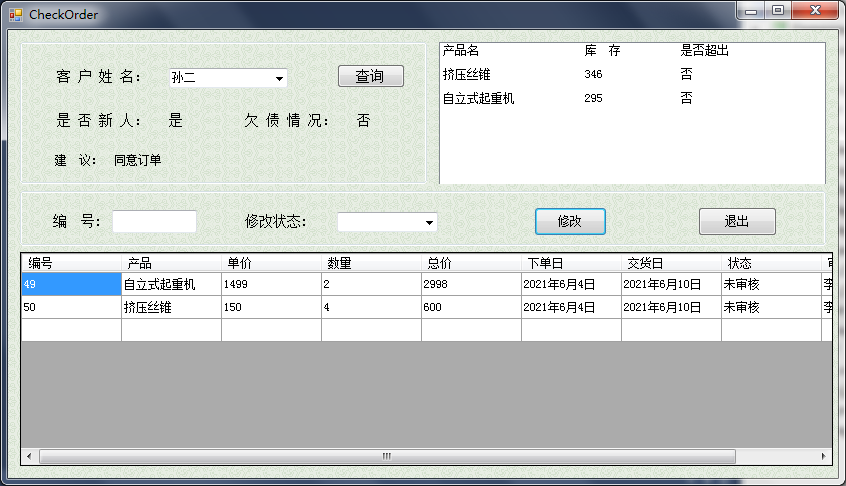 CheckOrder
客 户 姓 名： 孙二 查询
是 否 新 人： 是 欠 债 情 况： 否
建 议： 同意订单
产品名 库 存 是否超出
挤压丝锥 346 否
自立式起重机 295 否
编 号： 修改状态： 修改 退出
编号 产品 单价 数量 总价 下单日 交货日 状态
49 自立式起重机 1499 2 2998 2021年6月4日 2021年6月10日 未审核 李
50 挤压丝锥 150 4 600 2021年6月4日 2021年6月10日 未审核 李